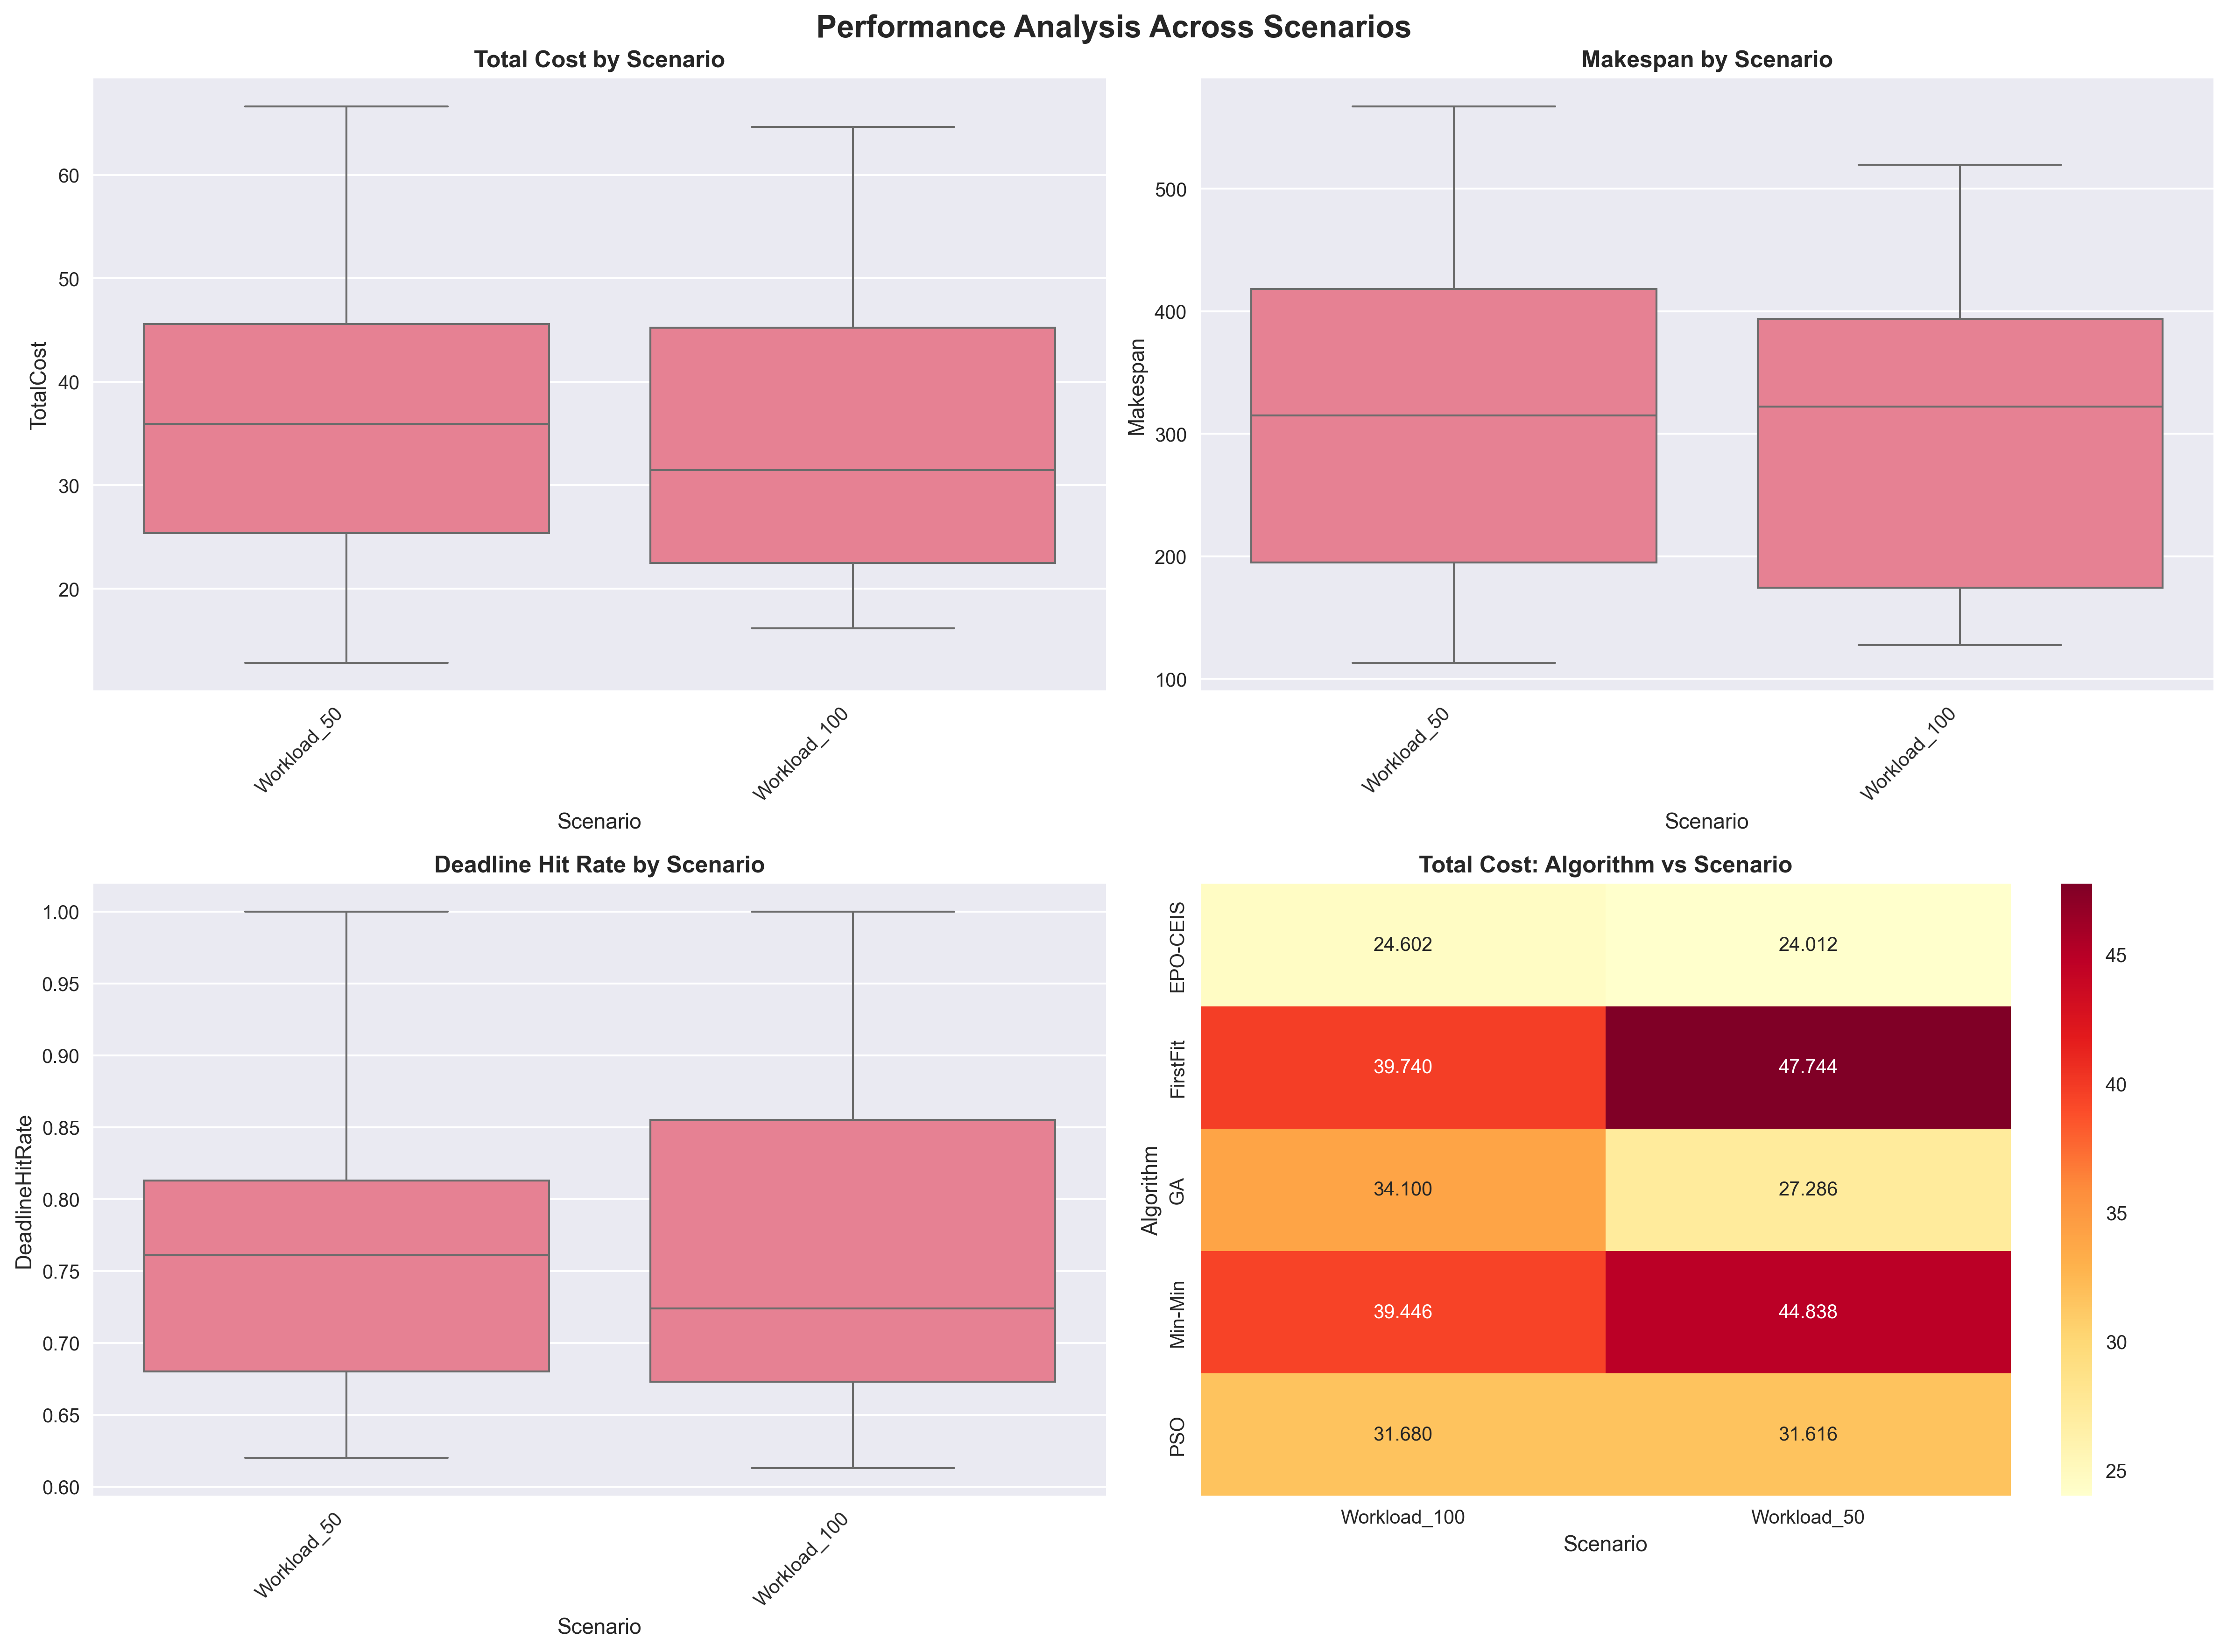 Performance Analysis Across Scenarios
Total Cost by Scenario
TotalCost
60
50
40
30
20
Workload_50
Workload_100
Scenario
Makespan by Scenario
Makespan
500
400
300
200
100
Workload_50
Workload_100
Scenario
Deadline Hit Rate by Scenario
DeadlineHitRate
1.00
0.95
0.90
0.85
0.80
0.75
0.70
0.65
0.60
Workload_50
Workload_100
Scenario
Total Cost: Algorithm vs Scenario
Algorithm
EPO-CEIS 24.602 24.012
FirstFit 39.740 47.744
GA 34.100 27.286
Min-Min 39.446 44.838
PSO 31.680 31.616
Workload_100 Workload_50
Scenario
45
40
35
30
25